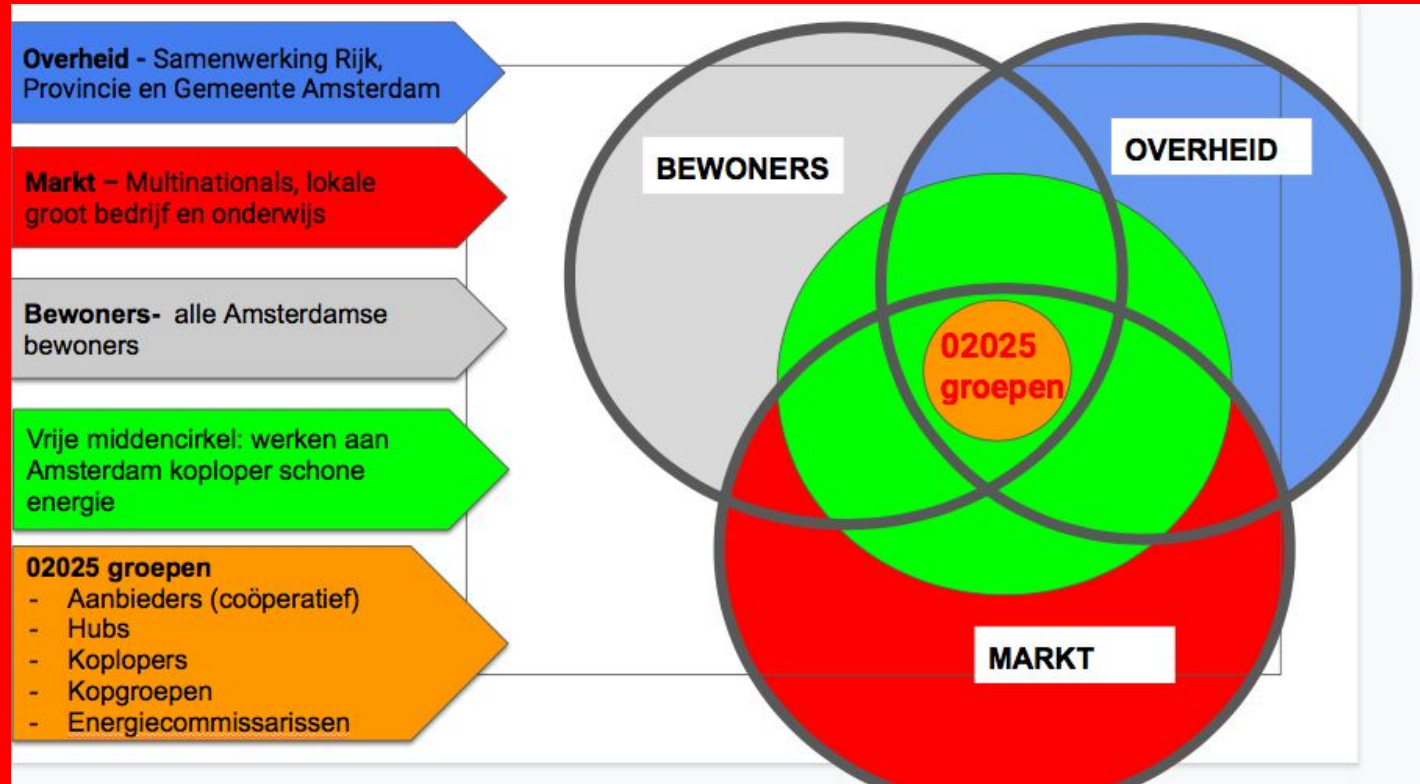 Overheid - Samenwerking Rijk,
Provincie en Gemeente Amsterdam
Markt – Multinationals, lokale
groot bedrijf en onderwijs
Bewoners-  alle Amsterdamse
bewoners
Vrije middencirkel: werken aan
Amsterdam koploper schone
energie
02025 groepen
- Aanbieders (coöperatief)
- Hubs
- Koplopers
- Kopgroepen
- Energiecommissarissen
BEWONERS
OVERHEID
02025
groepen
MARKT